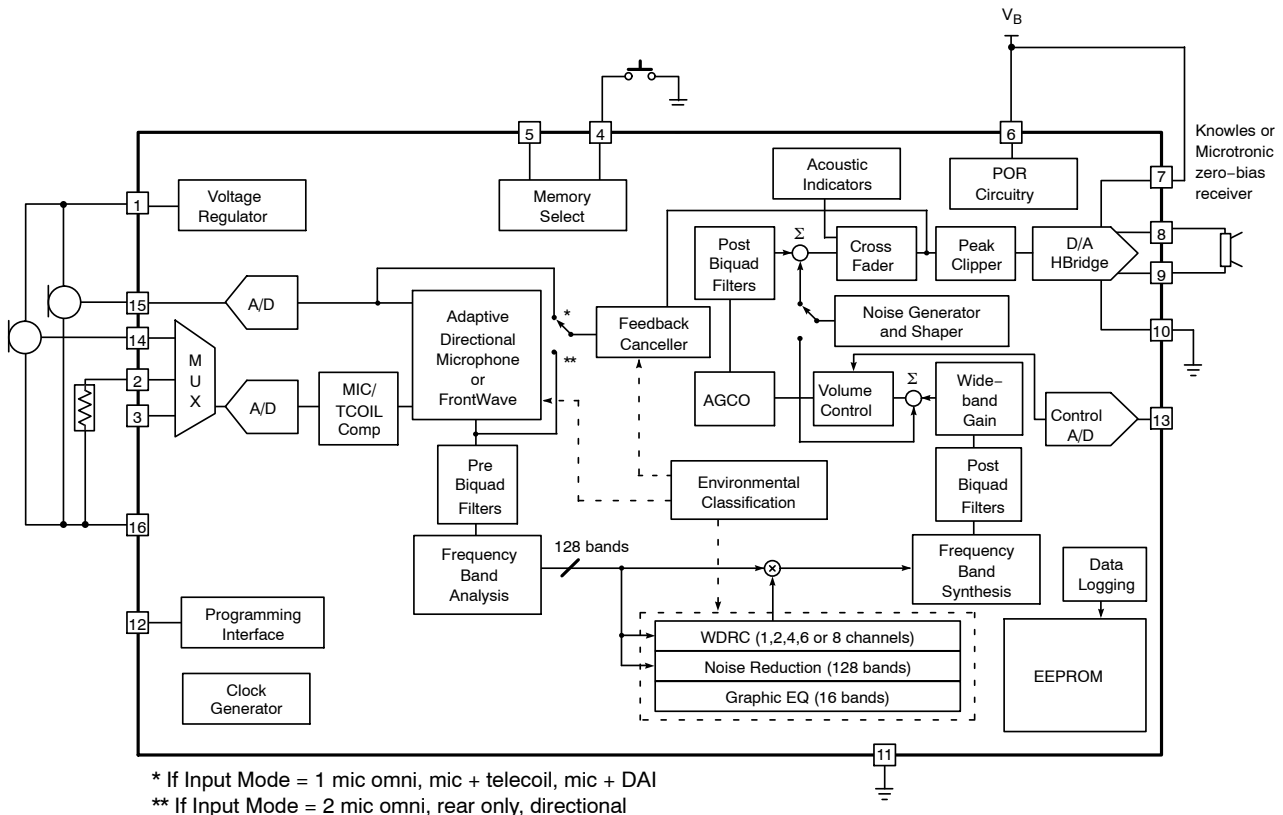 VB
5
4
6
Knowles or
Microtronic
zero−bias
receiver
7
Voltage
Regulator
1
Memory
Select
Acoustic
Indicators
POR
Circuitry
8
9
Post
Biquad
Filters
Σ
Cross
Fader
Peak
Clipper
D/A
HBridge
15
A/D
14
2
3
M
U
X
A/D
MIC/
TCOIL
Comp
Adaptive
Directional
Microphone
or
FrontWave
*
**
Feedback
Canceller
Noise Generator
and Shaper
10
AGCO
Volume
Control
Σ
Wide−
band
Gain
Control
A/D
13
Pre
Biquad
Filters
Environmental
Classification
Post
Biquad
Filters
16
Frequency
Band
Analysis
128 bands
Frequency
Band
Synthesis
Data
Logging
12
Programming
Interface
WDRC (1,2,4,6 or 8 channels)
Noise Reduction (128 bands)
Graphic EQ (16 bands)
EEPROM
Clock
Generator
11
* If Input Mode = 1 mic omni, mic + telecoil, mic + DAI
** If Input Mode = 2 mic omni, rear only, directional